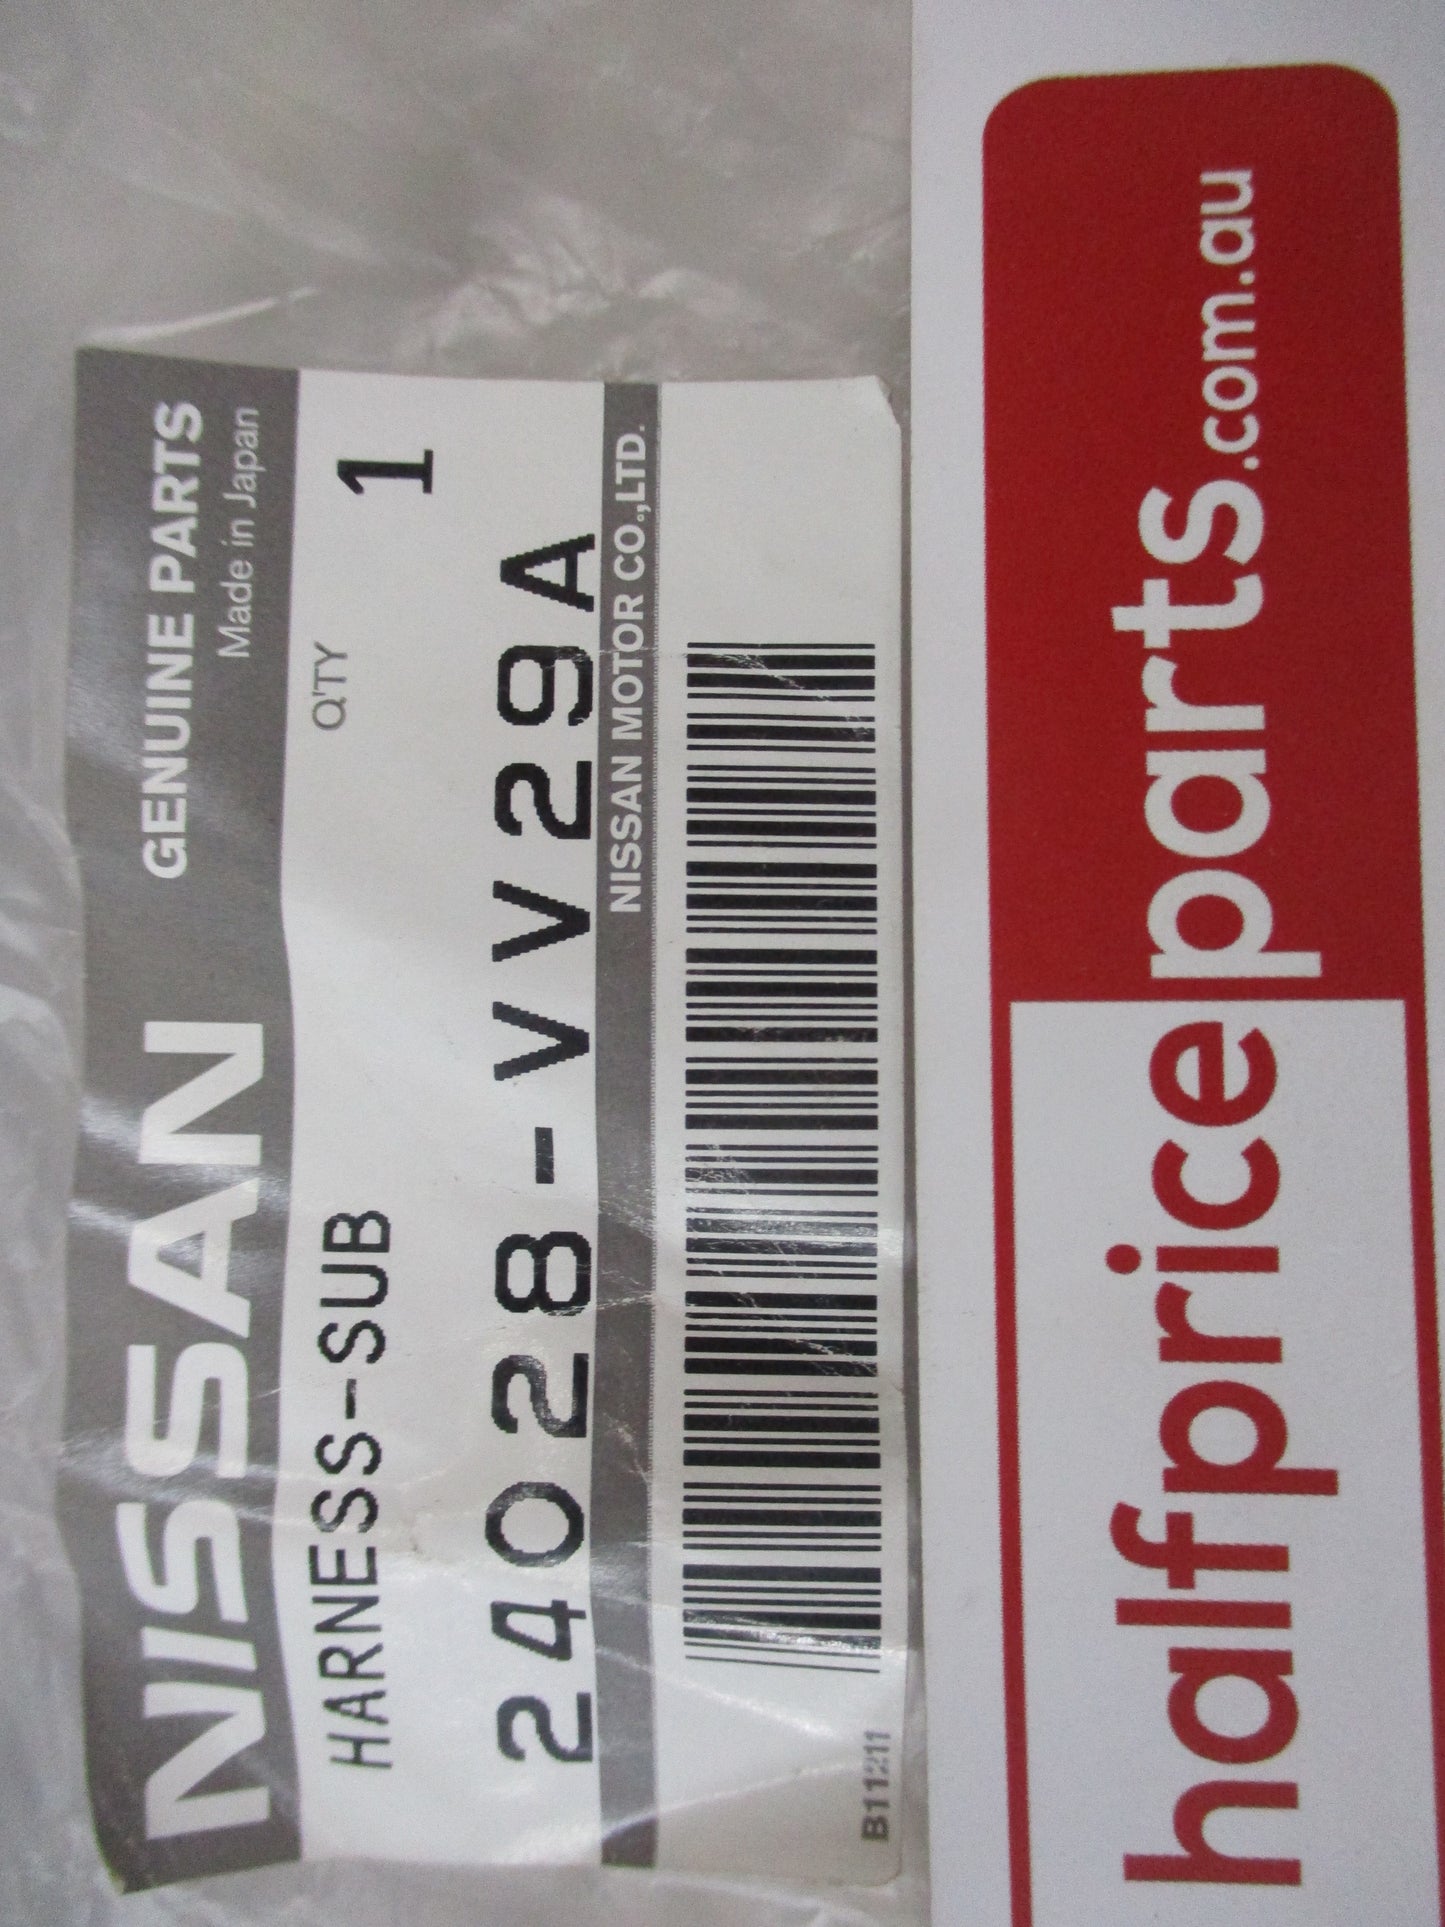 NISSAN GENUINE PARTS
Made in Japan
HARNESS-SUB Q'TY 1
24028-VV29A
NISSAN MOTOR CO.,LTD.
B11211
halfpriceparts.com.au